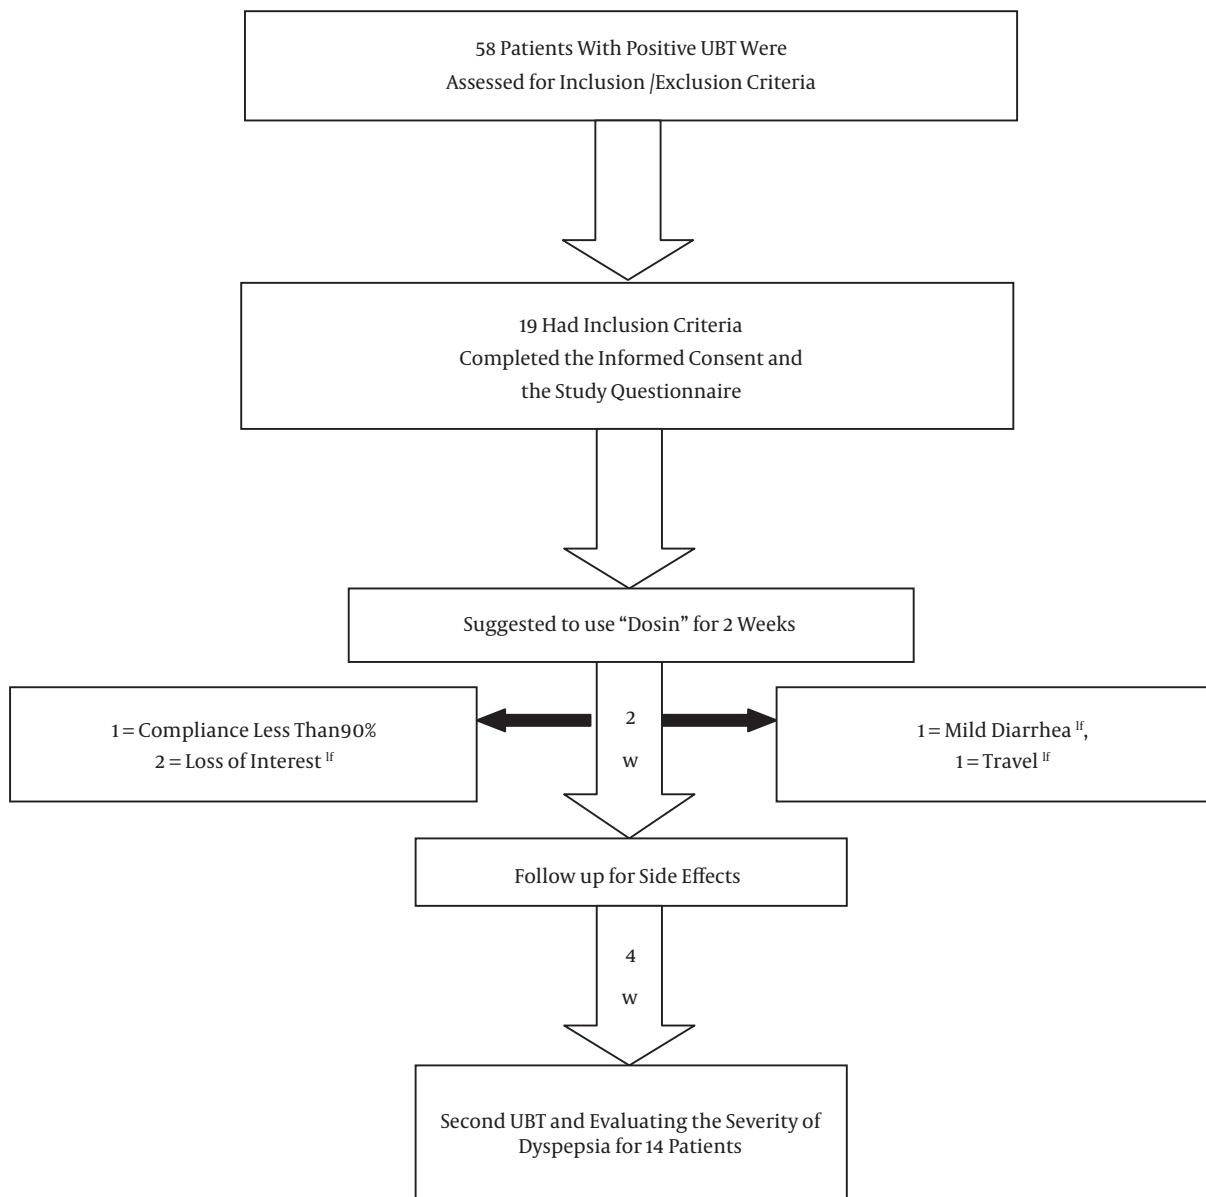 58 Patients With Positive UBT Were
Assessed for Inclusion /Exclusion Criteria
19 Had Inclusion Criteria
Completed the Informed Consent and
the Study Questionnaire
Suggested to use “Dosin” for 2 Weeks
1 = Compliance Less Than90%
2 = Loss of Interest lf
2
w
1 = Mild Diarrhea lf,
1 = Travel lf
Follow up for Side Effects
4
w
Second UBT and Evaluating the Severity of
Dyspepsia for 14 Patients